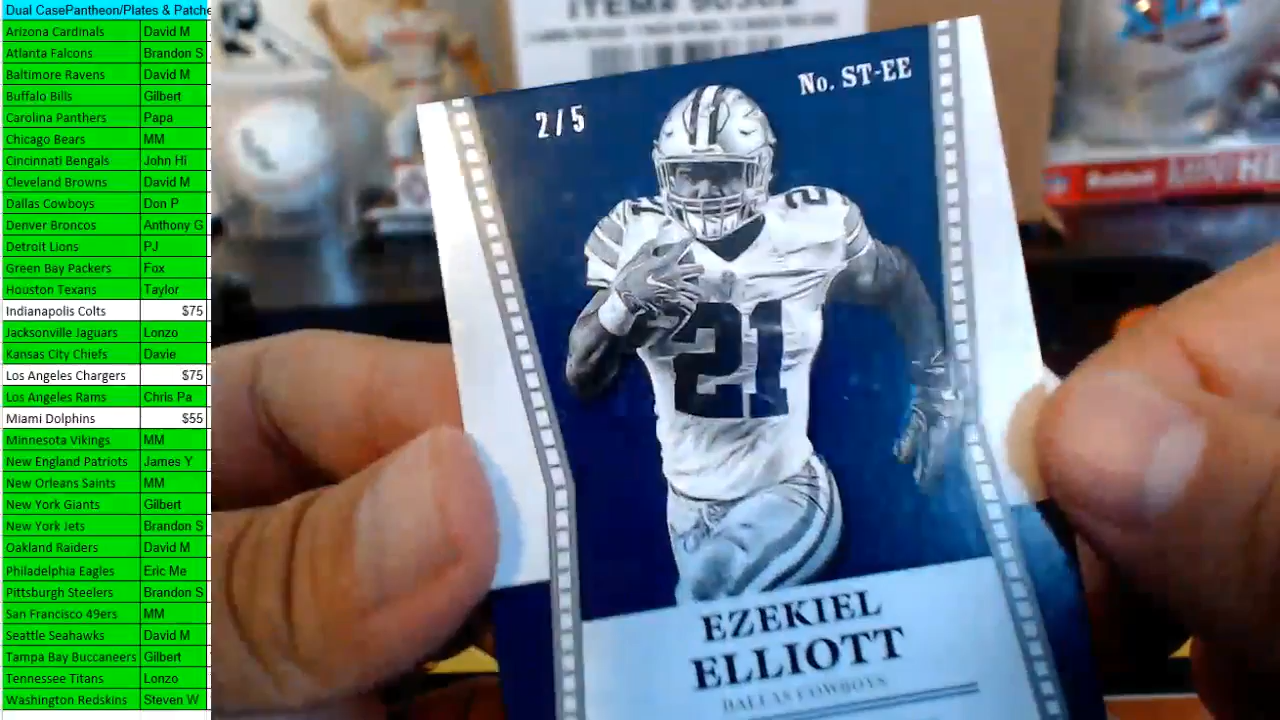 Dual CasePantheon/Plates & Patche
Arizona Cardinals David M
Atlanta Falcons Brandon S
Baltimore Ravens David M
Buffalo Bills Gilbert
Carolina Panthers Papa
Chicago Bears MM
Cincinnati Bengals John Hi
Cleveland Browns David M
Dallas Cowboys Don P
Denver Broncos Anthony G
Detroit Lions PJ
Green Bay Packers Fox
Houston Texans Taylor
Indianapolis Colts $75
Jacksonville Jaguars Lonzo
Kansas City Chiefs Davie
Los Angeles Chargers $75
Los Angeles Rams Chris Pa
Miami Dolphins $55
Minnesota Vikings MM
New England Patriots James Y
New Orleans Saints MM
New York Giants Gilbert
New York Jets Brandon S
Oakland Raiders David M
Philadelphia Eagles Eric Me
Pittsburgh Steelers Brandon S
San Francisco 49ers MM
Seattle Seahawks David M
Tampa Bay Buccaneers Gilbert
Tennessee Titans Lonzo
Washington Redskins Steven W
No. ST-EE
2/5
21
21
EZEKIEL
ELLIOTT
DALLAS COWBOYS